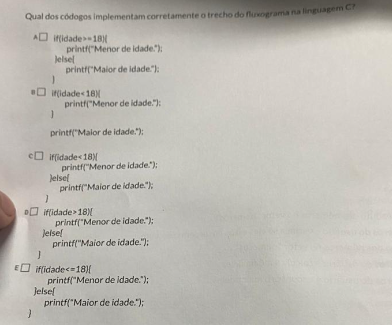 Qual dos códogos implementam corretamente o trecho do fluxograma na linguagem C?
A if(idade>=18){
printf("Menor de idade.");
}else{
printf("Maior de idade.");
}
B if(idade<18){
printf("Menor de idade.");
}
printf("Maior de idade.");
C if(idade<18){
printf("Menor de idade.");
}else{
printf("Maior de idade.");
}
D if(idade>18){
printf("Menor de idade.");
}else{
printf("Maior de idade.");
}
E if(idade<=18){
printf("Menor de idade.");
}else{
printf("Maior de idade.");
}